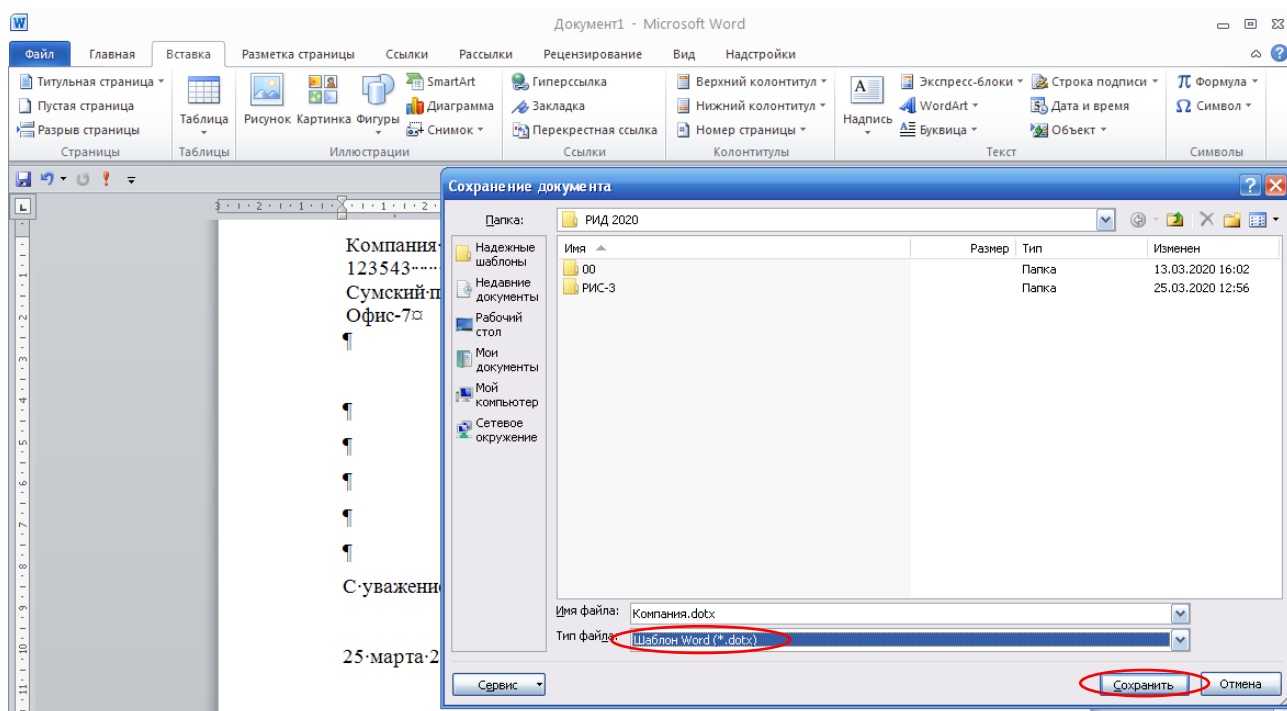 Документ1 - Microsoft Word
Файл Главная Вставка Разметка страницы Ссылки Рассылки Рецензирование Вид Надстройки
Титульная страница SmartArt Гиперссылка Верхний колонтитул Экспресс-блоки Строка подписи π Формула
Пустая страница Таблица Рисунок Картинка Фигуры Диаграмма Закладка Нижний колонтитул Надпись WordArt Дата и время Ω Символ
Разрыв страницы Снимок Перекрестная ссылка Номер страницы Буквица Объект
Страницы Таблицы Иллюстрации Ссылки Колонтитулы Текст Символы
Сохранение документа
3 · 2 · 1 · 1 · 2
Папка: РИД 2020
Имя Размер Тип Изменен
00 Папка 13.03.2020 16:02
РИС-3 Папка 25.03.2020 12:56
Надежные шаблоны
Недавние документы
Рабочий стол
Мои документы
Мой компьютер
Сетевое окружение
Компания·
123543·····
Сумский·п
Офис-7¤
¶
¶
¶
¶
¶
¶
С·уважение
25·марта·2
Имя файла: Компания.dotx
Тип файла: Шаблон Word (*.dotx)
Сервис Сохранить Отмена